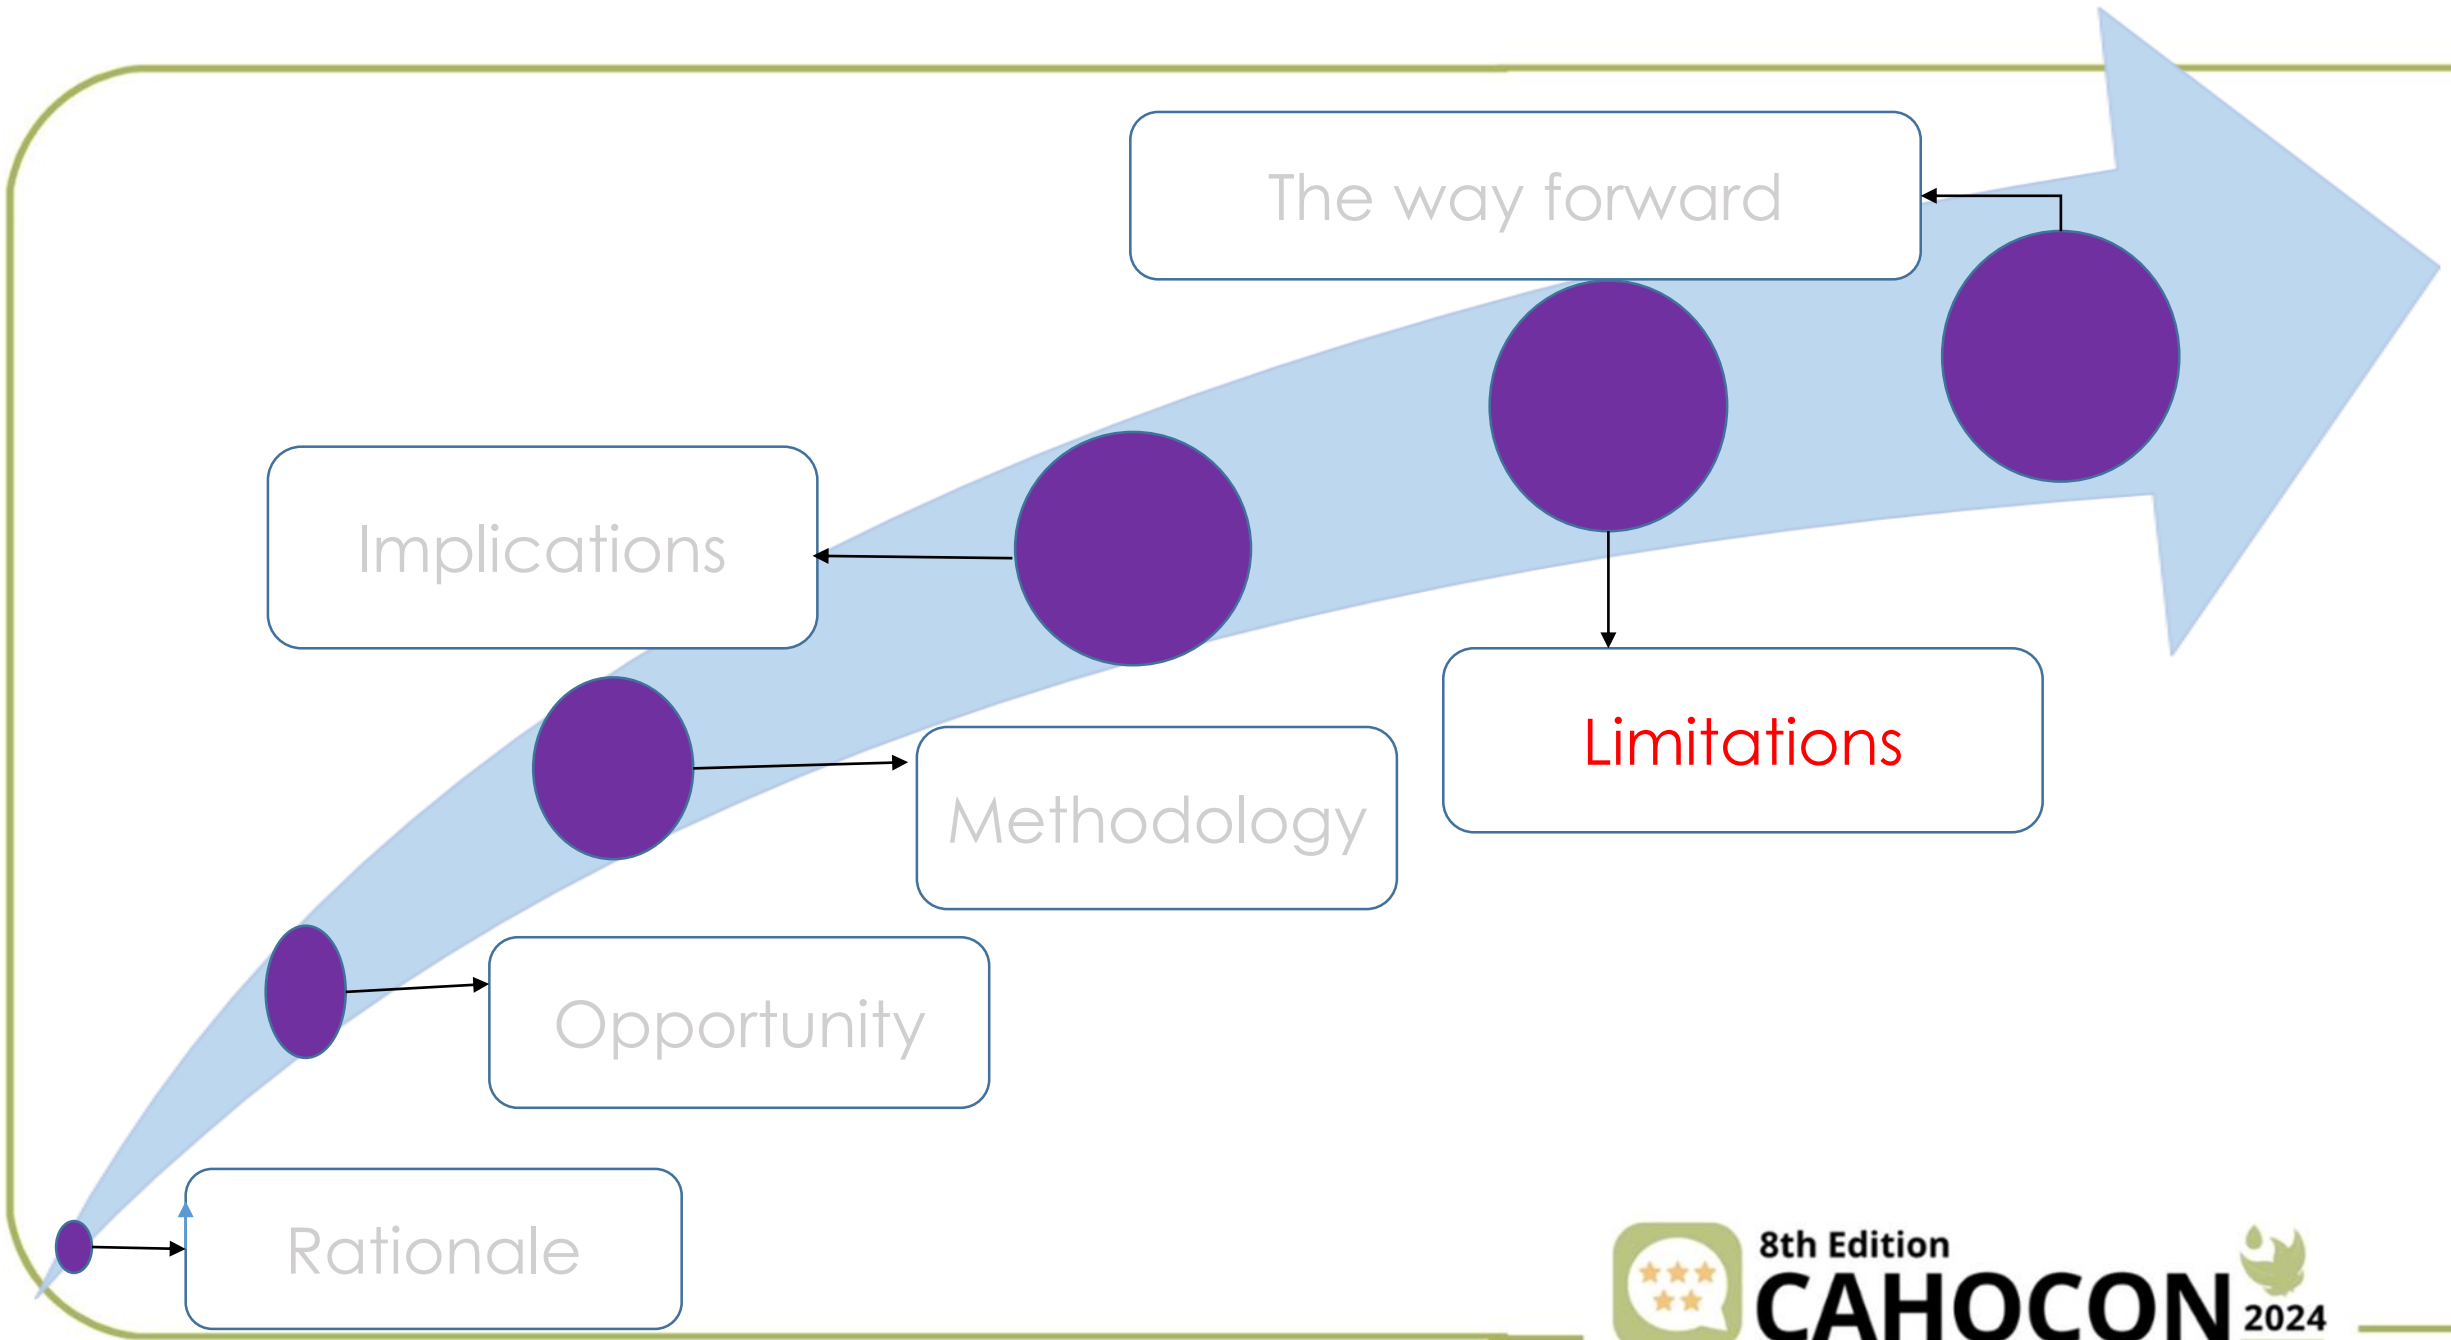 The way forward
Implications
Limitations
Methodology
Opportunity
Rationale
8th Edition
CAHOCON
2024